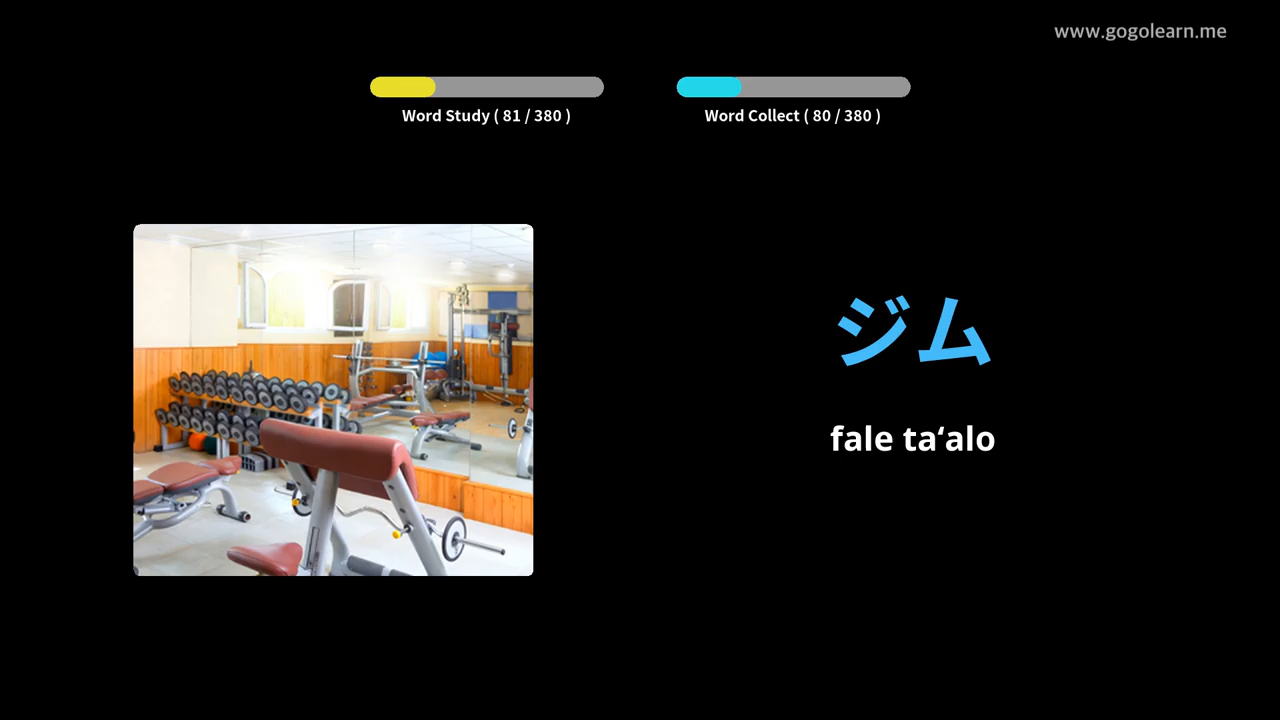 www.gogolearn.me
Word Study ( 81 / 380 )
Word Collect ( 80 / 380 )
ジム
fale ta‘alo